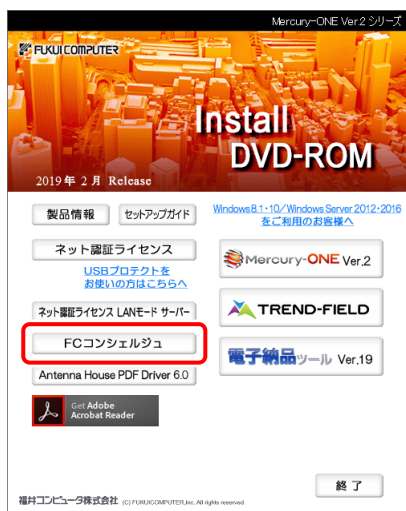 Mercury-ONE Ver.2 シリーズ
FUKUI COMPUTER
Install
DVD-ROM
2019年 2月 Release
製品情報
セットアップガイド
Windows8.1・10/Windows Server 2012・2016
をご利用のお客様へ
ネット認証ライセンス
USBプロテクトを
お使いの方はこちらへ
Mercury-ONE Ver.2
ネット認証ライセンス LANモード サーバー
TREND-FIELD
FCコンシェルジュ
電子納品ツール Ver.19
Antenna House PDF Driver 6.0
Get Adobe
Acrobat Reader
終了
福井コンピュータ株式会社 (C) FUKUICOMPUTER,Inc. All rights reserved.